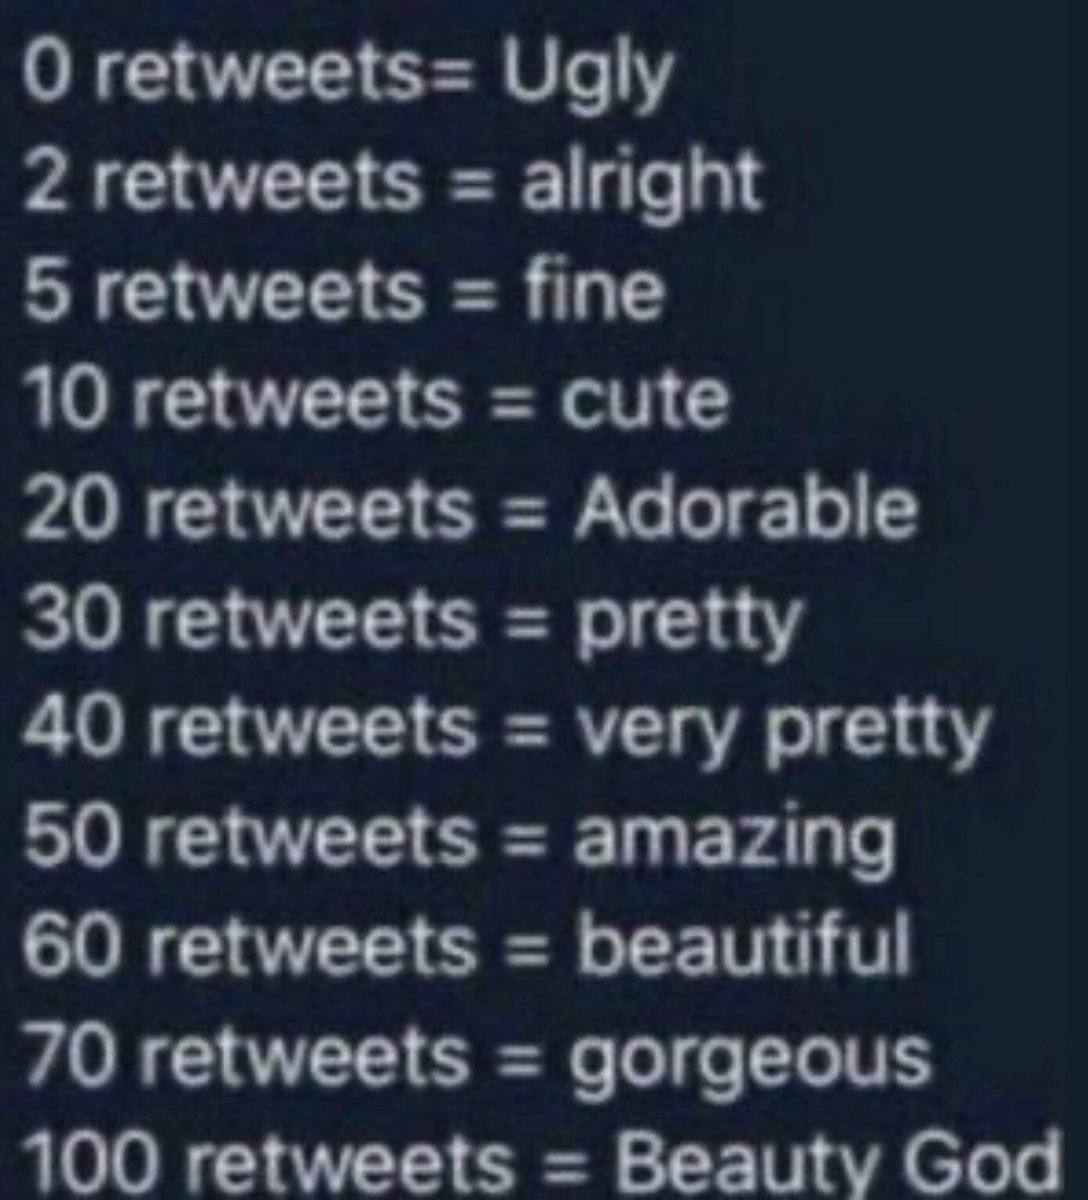 0 retweets= Ugly
2 retweets = alright
5 retweets = fine
10 retweets = cute
20 retweets = Adorable
30 retweets = pretty
40 retweets = very pretty
50 retweets = amazing
60 retweets = beautiful
70 retweets = gorgeous
100 retweets = Beauty God